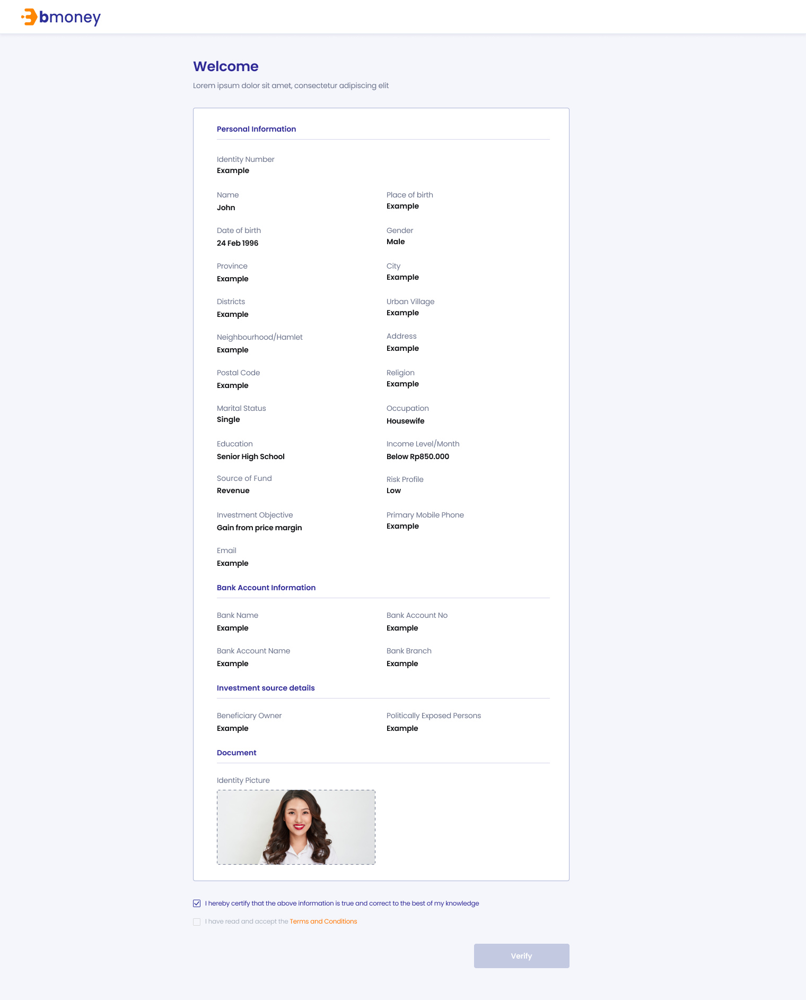 bmoney
Welcome
Lorem ipsum dolor sit amet, consectetur adipiscing elit
Personal Information
Identity Number
Example
Name
John
Place of birth
Example
Date of birth
24 Feb 1996
Gender
Male
Province
Example
City
Example
Districts
Example
Urban Village
Example
Neighbourhood/Hamlet
Example
Address
Example
Postal Code
Example
Religion
Example
Marital Status
Single
Occupation
Housewife
Education
Senior High School
Income Level/Month
Below Rp850.000
Source of Fund
Revenue
Risk Profile
Low
Investment Objective
Gain from price margin
Primary Mobile Phone
Example
Email
Example
Bank Account Information
Bank Name
Example
Bank Account No
Example
Bank Account Name
Example
Bank Branch
Example
Investment source details
Beneficiary Owner
Example
Politically Exposed Persons
Example
Document
Identity Picture
I hereby certify that the above information is true and correct to the best of my knowledge
I have read and accept the Terms and Conditions
Verify